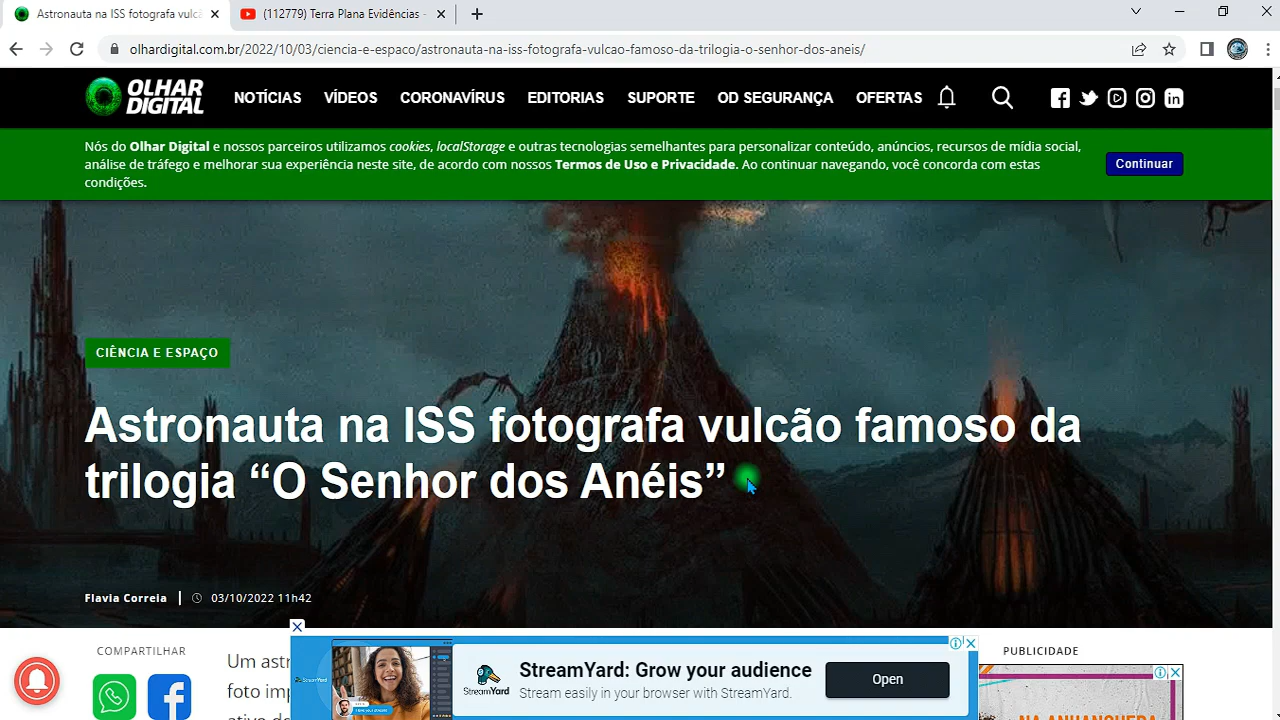 Astronauta na ISS fotografa vulcã
(112779) Terra Plana Evidências -
olhardigital.com.br/2022/10/03/ciencia-e-espaco/astronauta-na-iss-fotografa-vulcao-famoso-da-trilogia-o-senhor-dos-aneis/
OLHAR DIGITAL
NOTÍCIAS VÍDEOS CORONAVÍRUS EDITORIAS SUPORTE OD SEGURANÇA OFERTAS
Nós do Olhar Digital e nossos parceiros utilizamos cookies, localStorage e outras tecnologias semelhantes para personalizar conteúdo, anúncios, recursos de mídia social,
análise de tráfego e melhorar sua experiência neste site, de acordo com nossos Termos de Uso e Privacidade. Ao continuar navegando, você concorda com estas
condições.
Continuar
CIÊNCIA E ESPAÇO
Astronauta na ISS fotografa vulcão famoso da
trilogia “O Senhor dos Anéis”
Flavia Correia | 03/10/2022 11h42
COMPARTILHAR
Um astr
foto imp
StreamYard
StreamYard
StreamYard: Grow your audience
Stream easily in your browser with StreamYard.
Open
PUBLICIDADE
NA ANHANGUERA